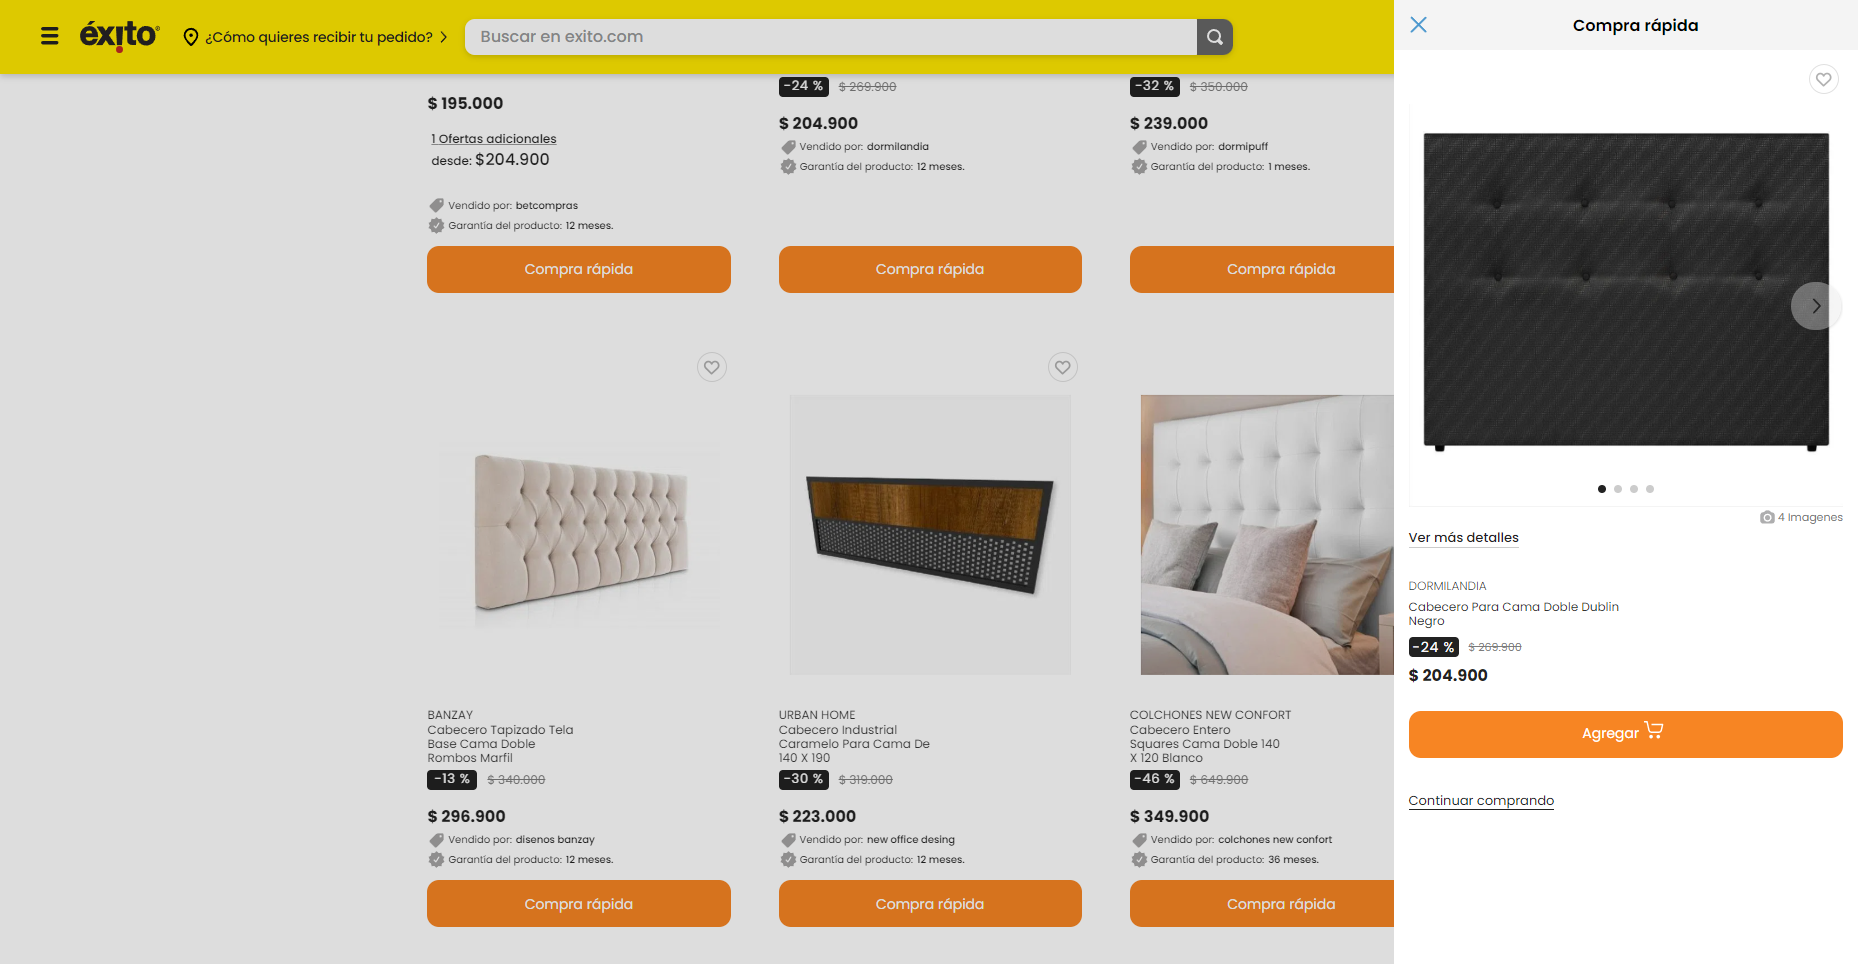 éxito
¿Cómo quieres recibir tu pedido?
Buscar en exito.com
$ 195.000
1 Ofertas adicionales
desde: $204.900
Vendido por: betcompras
Garantía del producto: 12 meses.
Compra rápida
-24 % $ 269.900
$ 204.900
Vendido por: dormilandia
Garantía del producto: 12 meses.
Compra rápida
-32 % $ 350.000
$ 239.000
Vendido por: dormipuff
Garantía del producto: 1 meses.
Compra rápida
BANZAY
Cabecero Tapizado Tela
Base Cama Doble
Rombos Marfil
-13 % $ 340.000
$ 296.900
Vendido por: disenos banzay
Garantía del producto: 12 meses.
Compra rápida
URBAN HOME
Cabecero Industrial
Caramelo Para Cama De
140 X 190
-30 % $ 319.000
$ 223.000
Vendido por: new office desing
Garantía del producto: 12 meses.
Compra rápida
COLCHONES NEW CONFORT
Cabecero Entero
Squares Cama Doble 140
X 120 Blanco
-46 % $ 649.900
$ 349.900
Vendido por: colchones new confort
Garantía del producto: 36 meses.
Compra rápida
Compra rápida
4 Imagenes
Ver más detalles
DORMILANDIA
Cabecero Para Cama Doble Dublin
Negro
-24 % $ 269.900
$ 204.900
Agregar
Continuar comprando